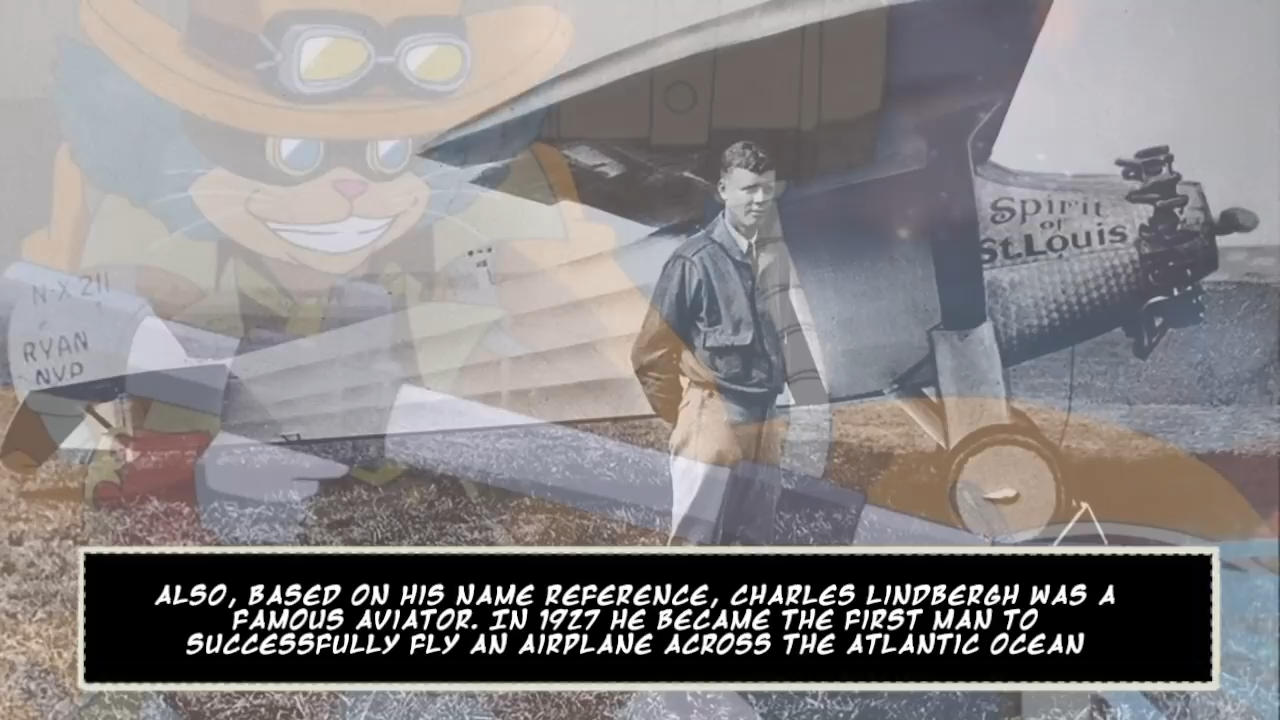 Spirit
of
St.Louis
N-X 211
RYAN
NYP
ALSO, BASED ON HIS NAME REFERENCE, CHARLES LINDBERGH WAS A
FAMOUS AVIATOR. IN 1927 HE BECAME THE FIRST MAN TO
SUCCESSFULLY FLY AN AIRPLANE ACROSS THE ATLANTIC OCEAN